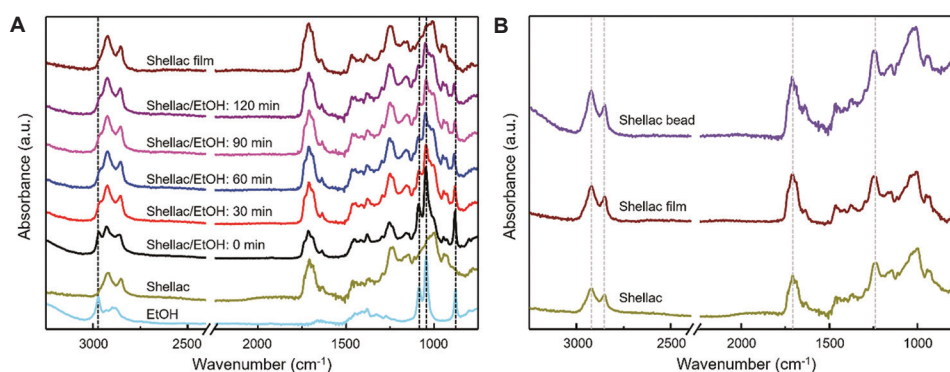 A
Absorbance (a.u.)
Shellac film
Shellac/EtOH: 120 min
Shellac/EtOH: 90 min
Shellac/EtOH: 60 min
Shellac/EtOH: 30 min
Shellac/EtOH: 0 min
Shellac
EtOH
3000 2500 1500 1000
Wavenumber (cm⁻¹)
B
Absorbance (a.u.)
Shellac bead
Shellac film
Shellac
3000 2500 2000 1500 1000
Wavenumber (cm⁻¹)